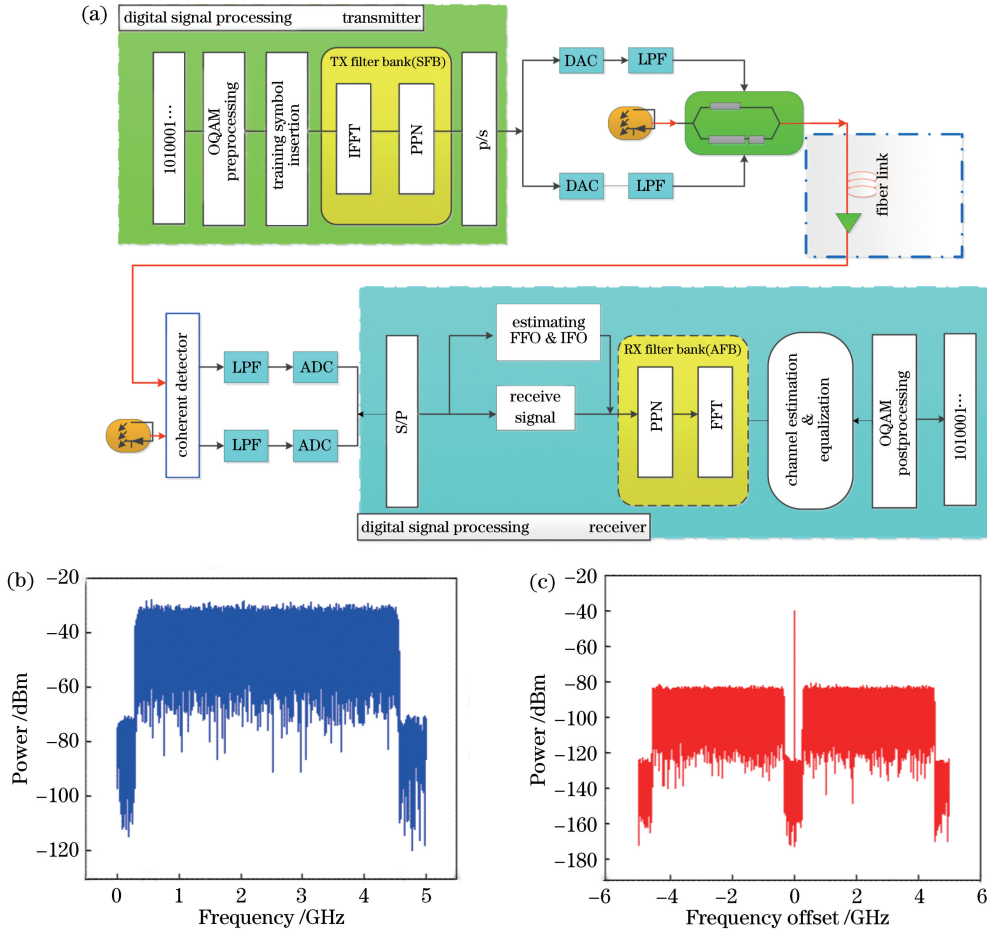 (a)
digital signal processing transmitter
1010001···
OQAM
preprocessing
training symbol
insertion
TX filter bank(SFB)
IFFT
PPN
p/s
DAC
LPF
DAC
LPF
fiber link
coherent detector
LPF
ADC
LPF
ADC
S/P
estimating
FFO & IFO
receive
signal
RX filter bank(AFB)
PPN
FFT
channel estimation
&
equalization
OQAM
postprocessing
1010001···
digital signal processing receiver
(b)
Power /dBm
−20
−40
−60
−80
−100
−120
0 1 2 3 4 5
Frequency /GHz
(c)
Power /dBm
−20
−40
−60
−80
−100
−120
−140
−160
−180
−6 −4 −2 0 2 4 6
Frequency offset /GHz